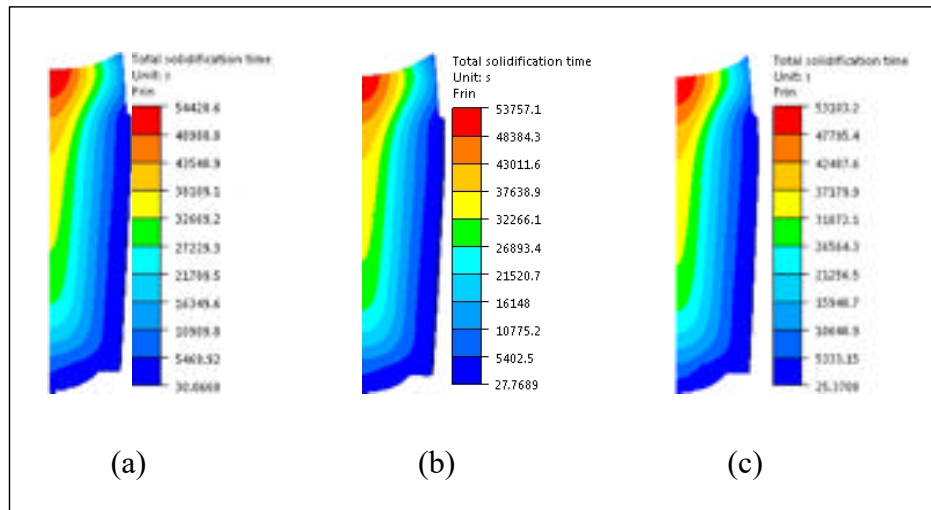 Total solidification time
Unit: s
Frin
54428.6
48988.8
43548.9
38109.1
32669.2
27229.3
21789.5
16349.6
10909.8
5469.92
30.0668
(a)
Total solidification time
Unit: s
Frin
53757.1
48384.3
43011.6
37638.9
32266.1
26893.4
21520.7
16148
10775.2
5402.5
27.7689
(b)
Total solidification time
Unit: s
Frin
53103.2
47795.4
42487.6
37179.9
31872.1
26564.3
21256.5
15948.7
10640.9
5333.15
25.3708
(c)